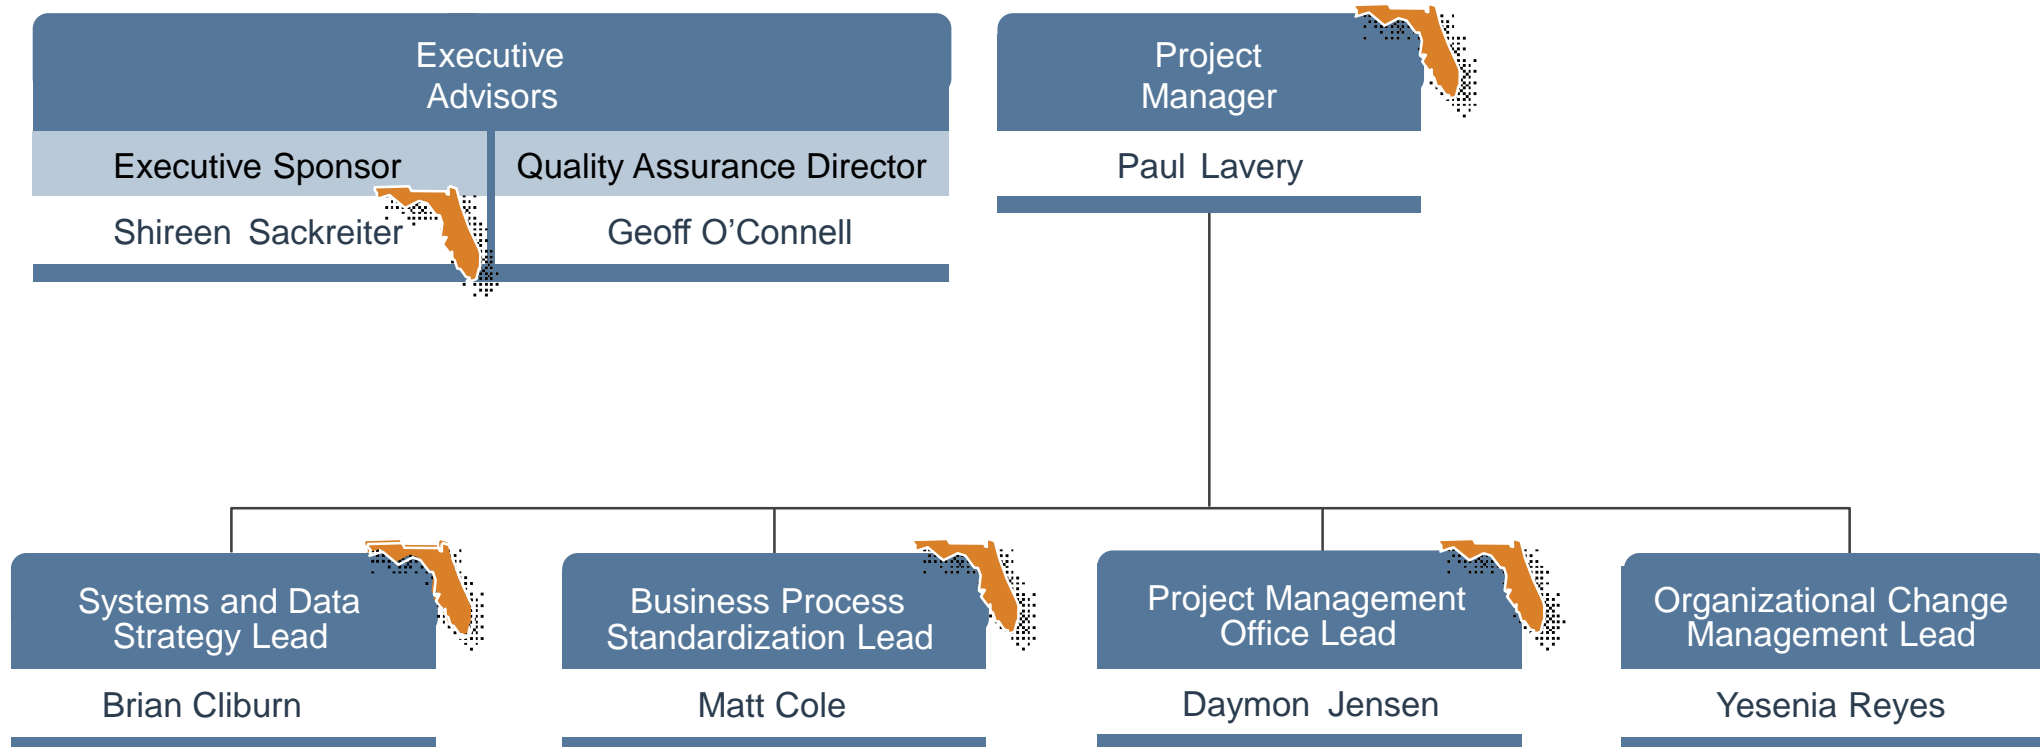 Executive
Advisors
Executive Sponsor
Quality Assurance Director
Shireen Sackreiter
Geoff O’Connell
Project
Manager
Paul Lavery
Systems and Data
Strategy Lead
Brian Cliburn
Business Process
Standardization Lead
Matt Cole
Project Management
Office Lead
Daymon Jensen
Organizational Change
Management Lead
Yesenia Reyes